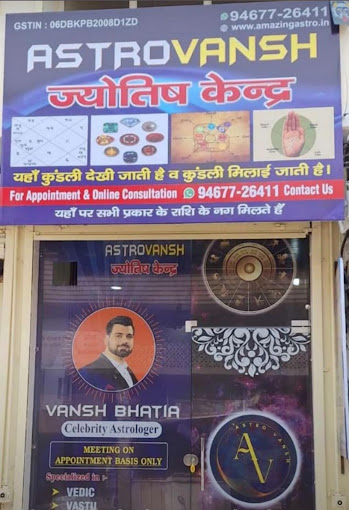 GSTIN : 06DBKPB2008D1ZD
94677-26411
www.amazingastro.in
ASTROVANSH
ज्योतिष केन्द्र
यहाँ कुंडली देखी जाती है व कुंडली मिलाई जाती है।
For Appointment & Online Consultation 94677-26411 Contact Us
यहाँ पर सभी प्रकार के राशि के नग मिलते हैं
ASTROVANSH
ज्योतिष केन्द्र
VANSH BHATIA
Celebrity Astrologer
MEETING ON
APPOINTMENT BASIS ONLY
Specialized in :-
VEDIC
VASTU
ASTRO VANSH
AV